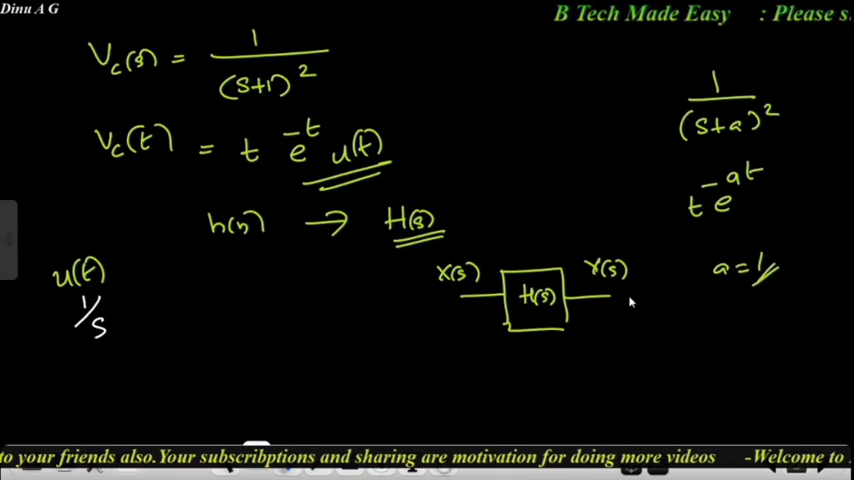 Dinu A G
B Tech Made Easy : Please s
Vc(s) = 1/(s+1)²
1/(s+a)²
Vc(t) = t e^-t u(t)
t e^-at
h(n) → H(s)
a = 1
u(t)
1/s
X(s) H(s) Y(s)
to your friends also.Your subscribptions and sharing are motivation for doing more videos -Welcome to